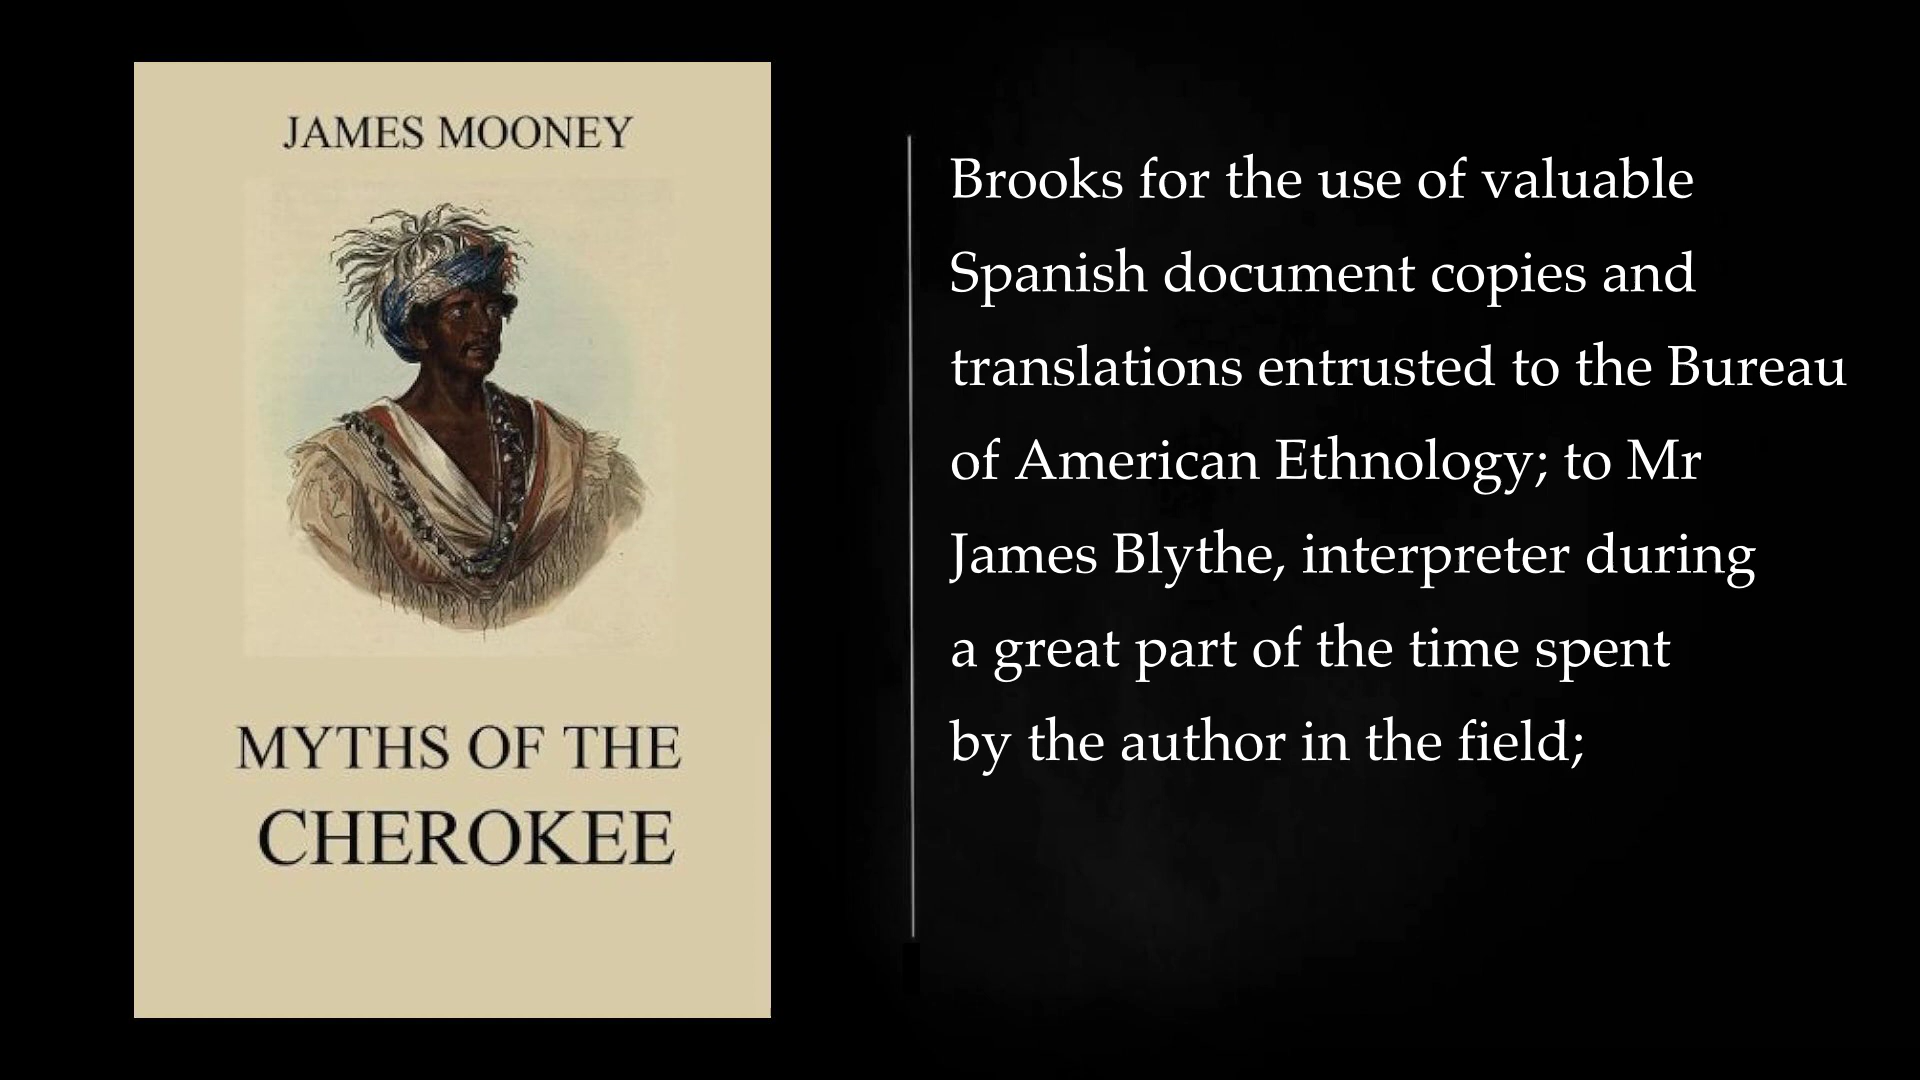 JAMES MOONEY
MYTHS OF THE
CHEROKEE
Brooks for the use of valuable
Spanish document copies and
translations entrusted to the Bureau
of American Ethnology; to Mr
James Blythe, interpreter during
a great part of the time spent
by the author in the field;